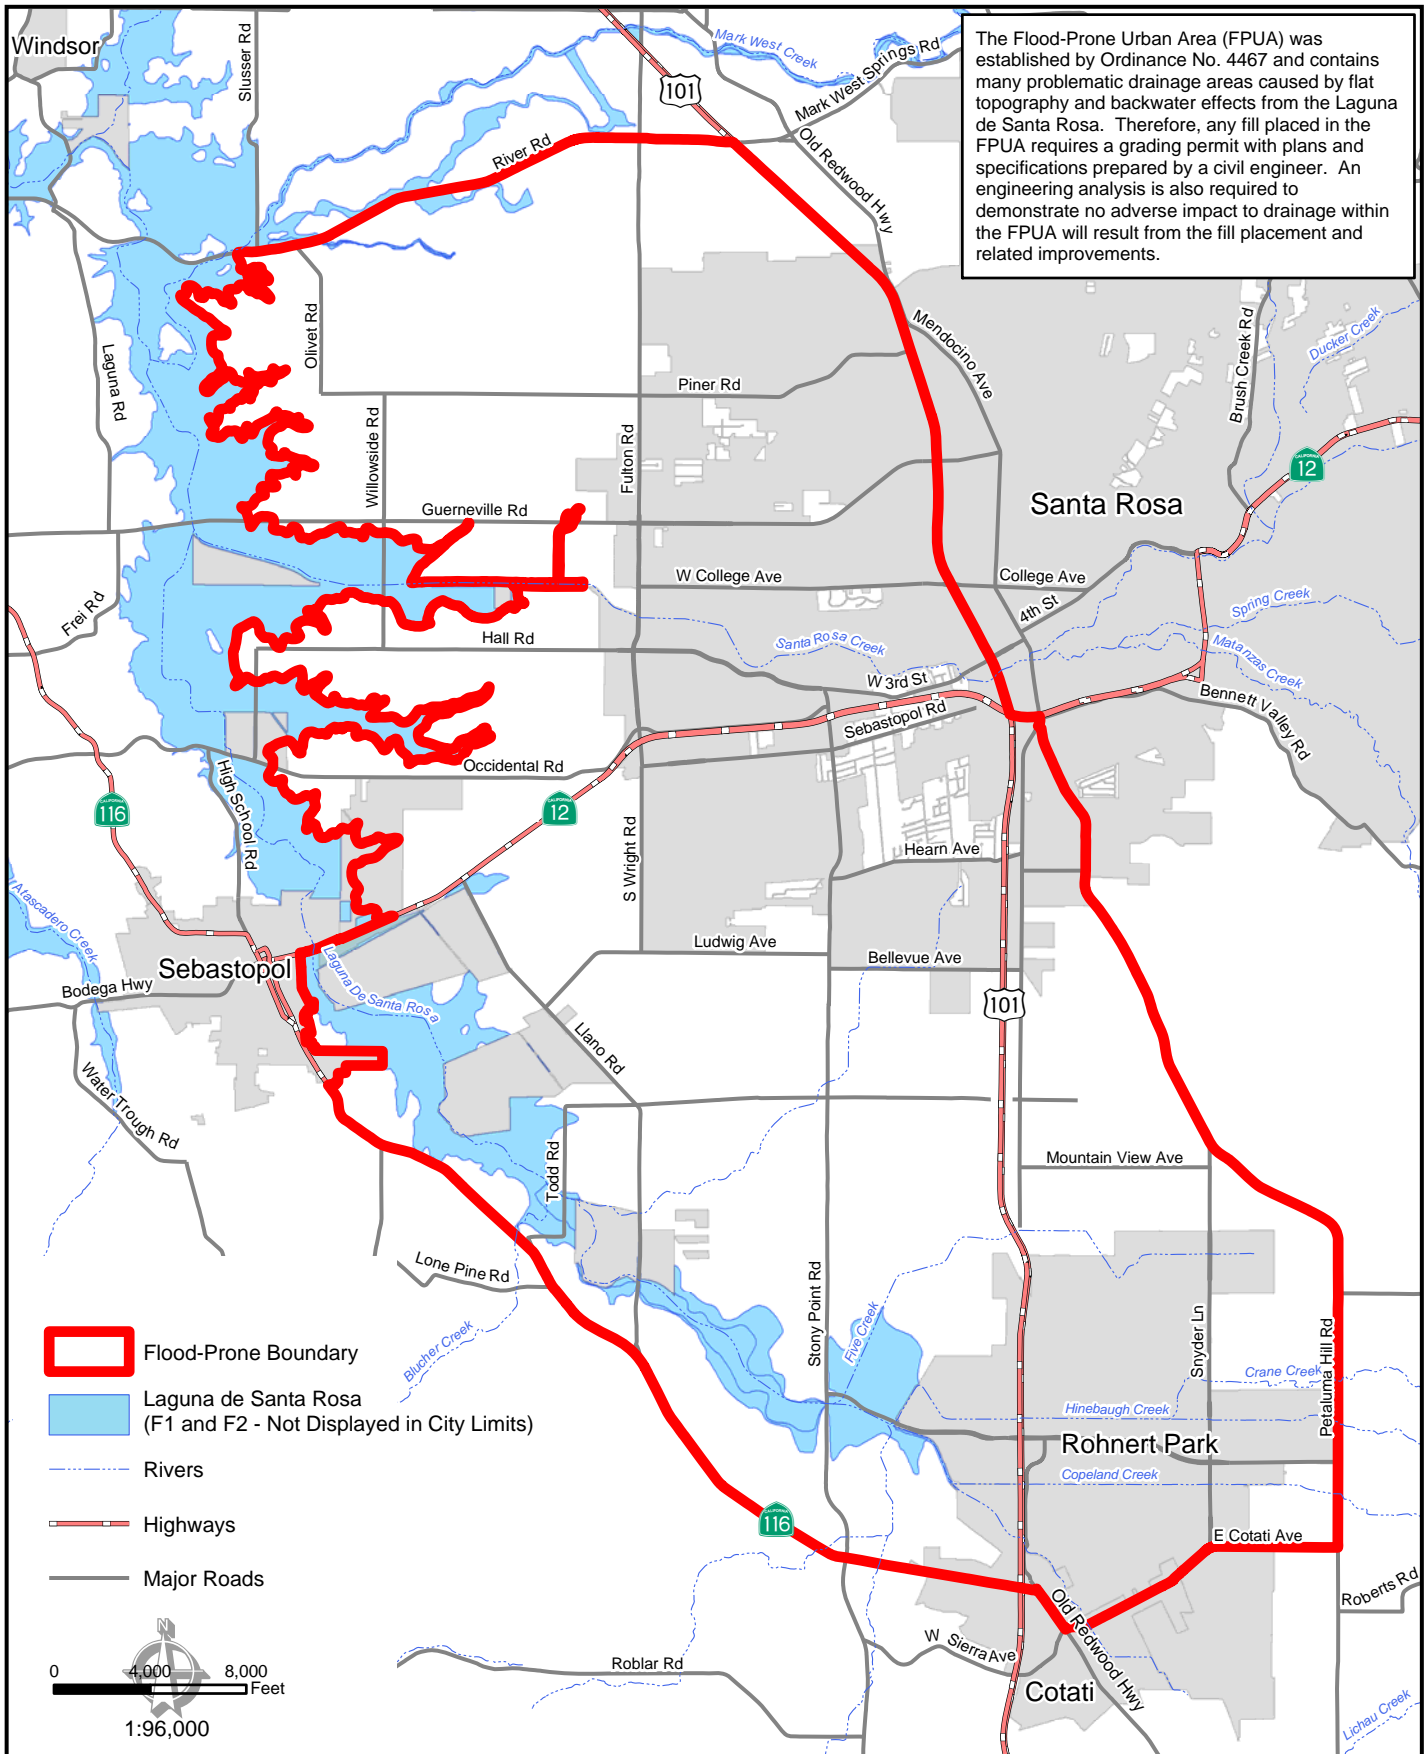 The Flood-Prone Urban Area (FPUA) was
established by Ordinance No. 4467 and contains
many problematic drainage areas caused by flat
topography and backwater effects from the Laguna
de Santa Rosa.  Therefore, any fill placed in the
FPUA requires a grading permit with plans and
specifications prepared by a civil engineer.  An
engineering analysis is also required to
demonstrate no adverse impact to drainage within
the FPUA will result from the fill placement and
related improvements.
Windsor
Slusser Rd
Mark West Creek
Mark West Springs Rd
101
River Rd
Old Redwood Hwy
Olivet Rd
Laguna Rd
Mendocino Ave
Brush Creek Rd
Ducker Creek
Piner Rd
Willowside Rd
Fulton Rd
CALIFORNIA
12
Santa Rosa
Guerneville Rd
W College Ave
College Ave
4th St
Spring Creek
Frei Rd
Hall Rd
Santa Rosa Creek
Matanzas Creek
W 3rd St
Bennett Valley Rd
Sebastopol Rd
Occidental Rd
High School Rd
CALIFORNIA
116
CALIFORNIA
12
S Wright Rd
Hearn Ave
Atascadero Creek
Ludwig Ave
Bellevue Ave
Sebastopol
Laguna De Santa Rosa
Bodega Hwy
101
Llano Rd
Water Trough Rd
Todd Rd
Mountain View Ave
Lone Pine Rd
Stony Point Rd
Five Creek
Snyder Ln
Petaluma Hill Rd
Blucher Creek
Crane Creek
Hinebaugh Creek
Rohnert Park
Copeland Creek
CALIFORNIA
116
E Cotati Ave
Roberts Rd
Old Redwood Hwy
W Sierra Ave
Roblar Rd
Cotati
Lichau Creek
Flood-Prone Boundary
Laguna de Santa Rosa
(F1 and F2 - Not Displayed in City Limits)
Rivers
Highways
Major Roads
N
0 4,000 8,000
Feet
1:96,000